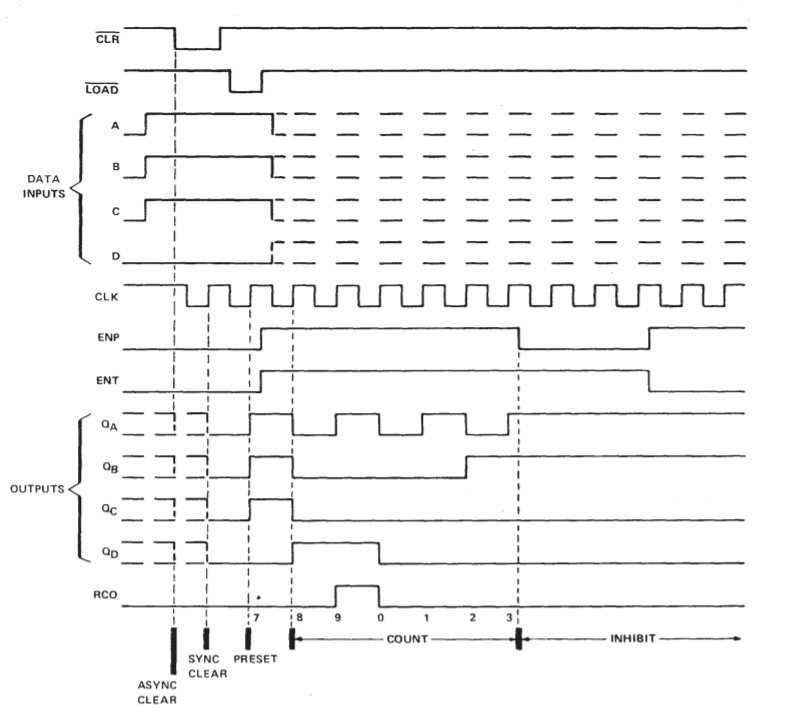 CLR
LOAD
A
B
C
D
DATA
INPUTS
CLK
ENP
ENT
QA
QB
QC
QD
OUTPUTS
RCO
7 8 9 0 1 2 3
COUNT
INHIBIT
SYNC
CLEAR
PRESET
ASYNC
CLEAR